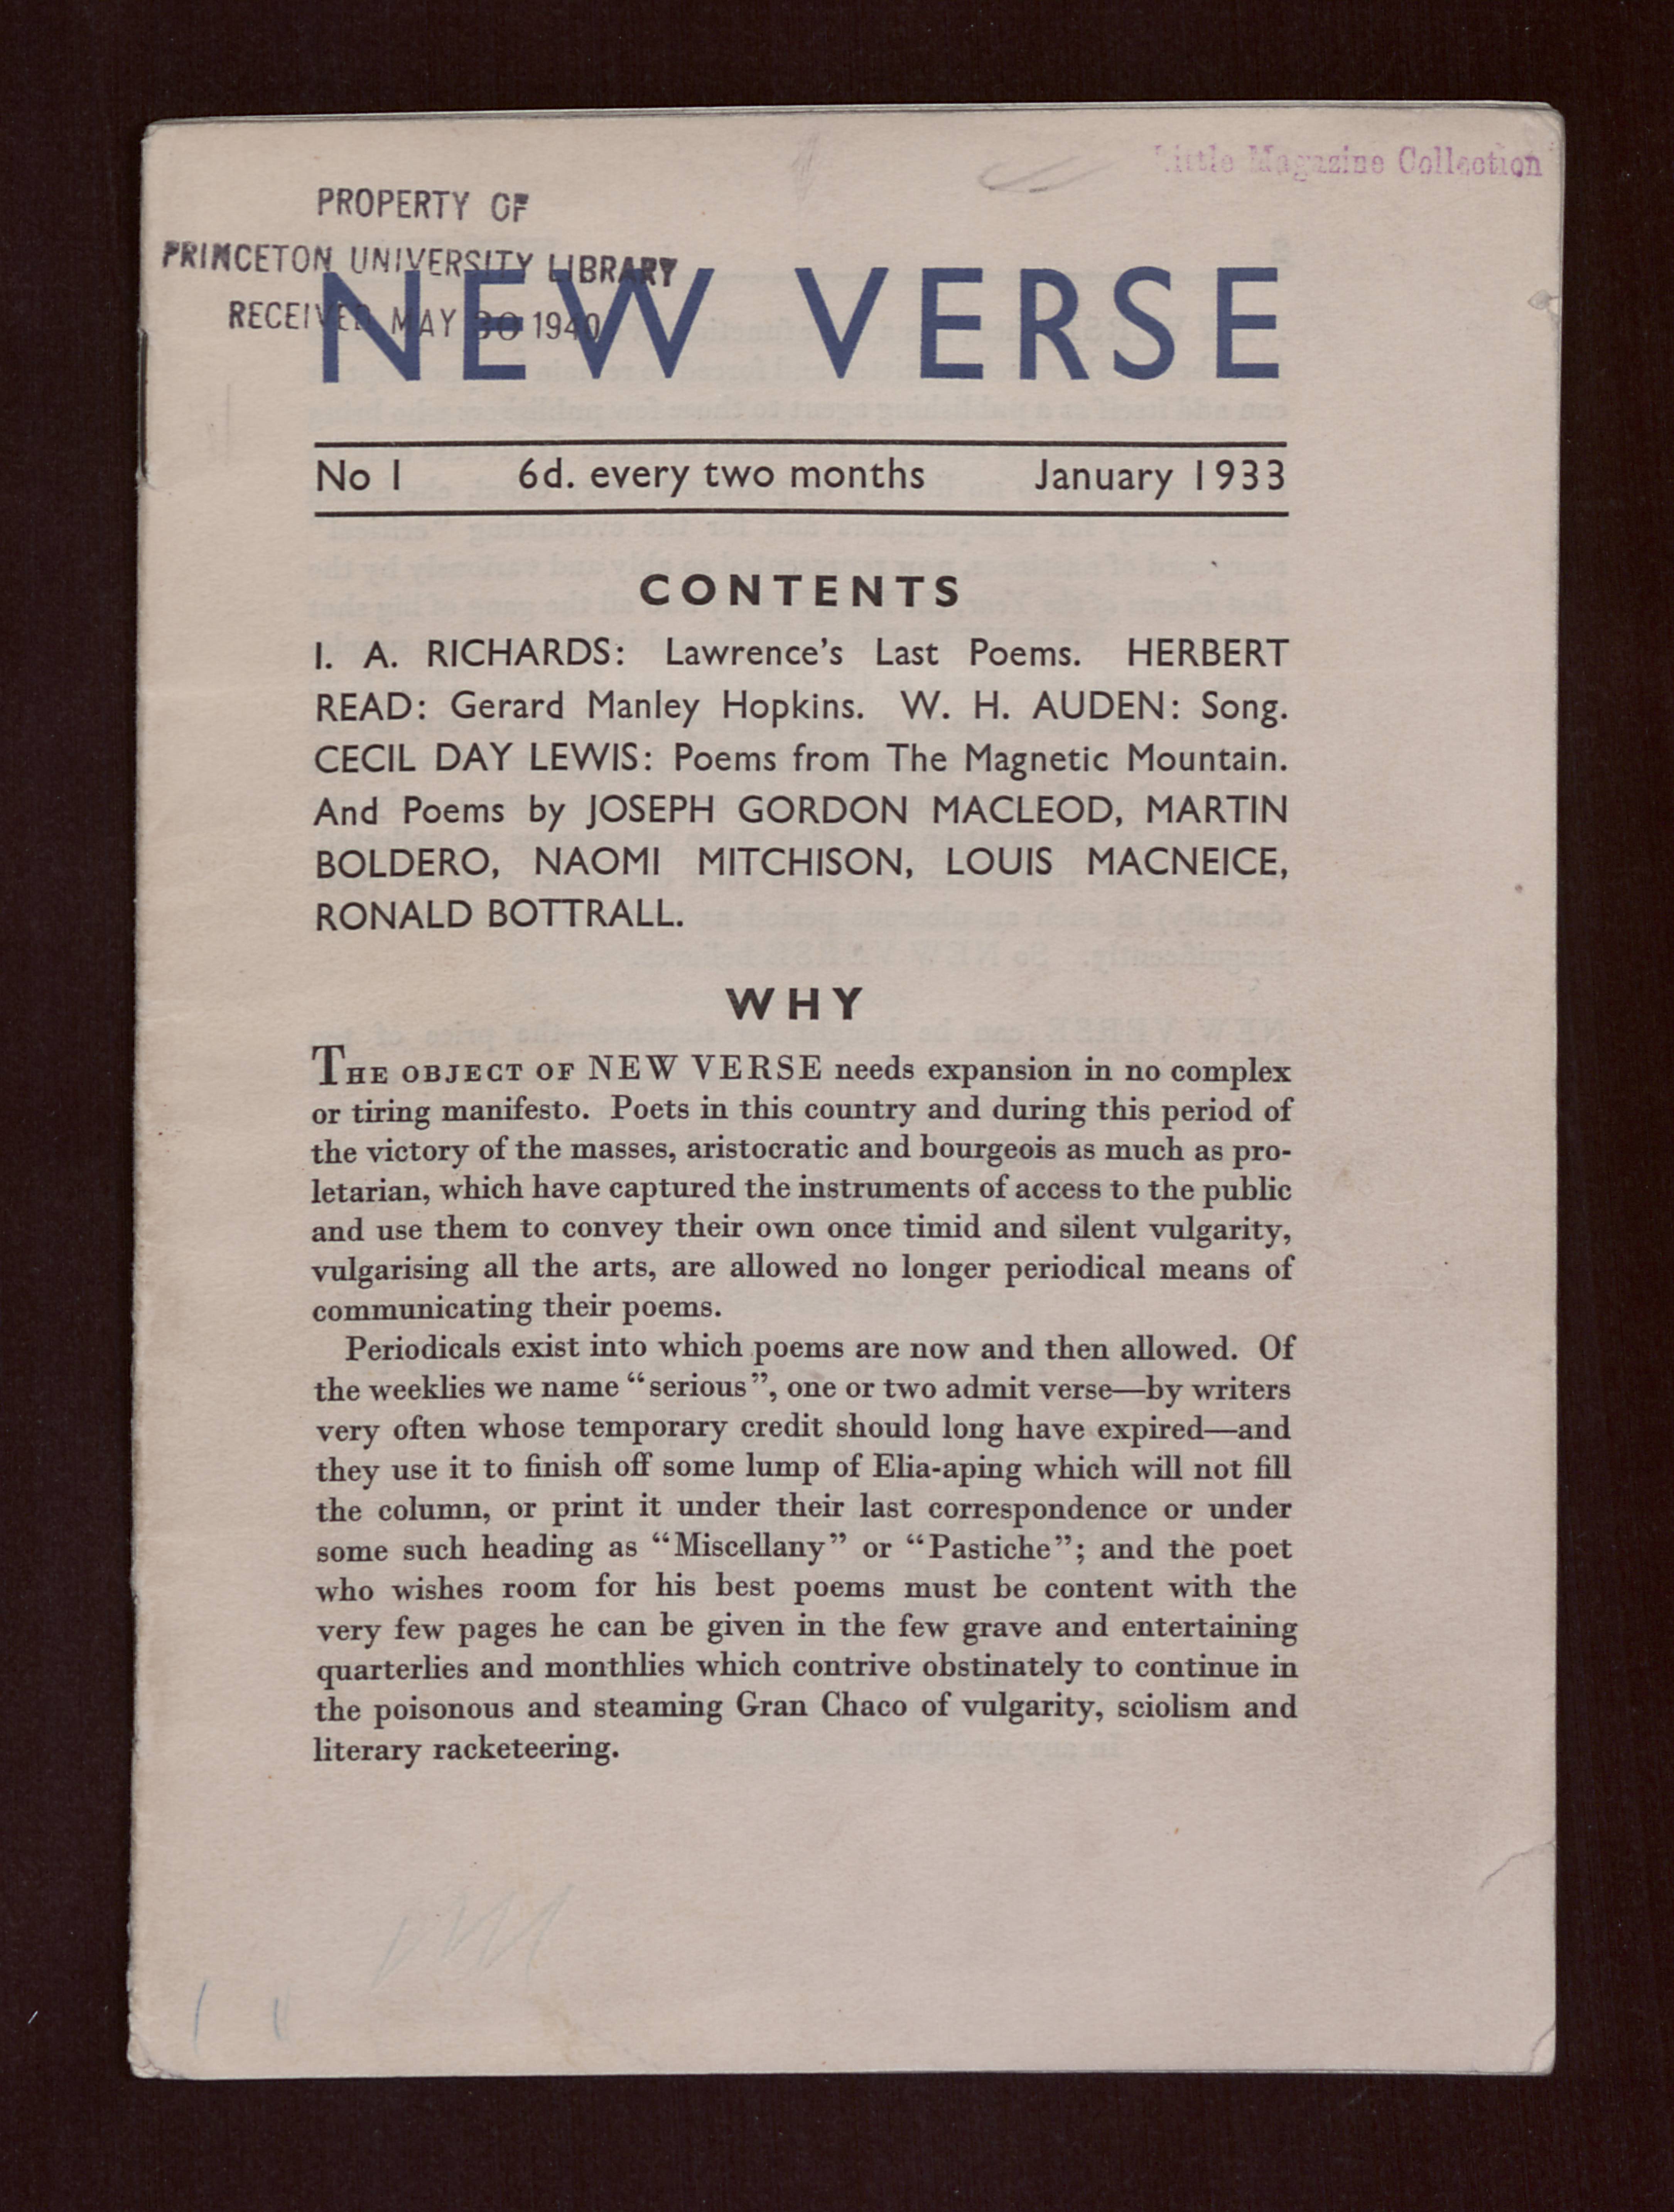 Little Magazine Collection
PROPERTY OF
PRINCETON UNIVERSITY LIBRARY
RECEIVED MAY 30 1940
NEW VERSE
No 1 6d. every two months January 1933
CONTENTS
I. A. RICHARDS: Lawrence's Last Poems. HERBERT
READ: Gerard Manley Hopkins. W. H. AUDEN: Song.
CECIL DAY LEWIS: Poems from The Magnetic Mountain.
And Poems by JOSEPH GORDON MACLEOD, MARTIN
BOLDERO, NAOMI MITCHISON, LOUIS MACNEICE,
RONALD BOTTRALL.
WHY
THE OBJECT OF NEW VERSE needs expansion in no complex
or tiring manifesto. Poets in this country and during this period of
the victory of the masses, aristocratic and bourgeois as much as pro-
letarian, which have captured the instruments of access to the public
and use them to convey their own once timid and silent vulgarity,
vulgarising all the arts, are allowed no longer periodical means of
communicating their poems.
Periodicals exist into which poems are now and then allowed. Of
the weeklies we name "serious", one or two admit verse—by writers
very often whose temporary credit should long have expired—and
they use it to finish off some lump of Elia-aping which will not fill
the column, or print it under their last correspondence or under
some such heading as "Miscellany" or "Pastiche"; and the poet
who wishes room for his best poems must be content with the
very few pages he can be given in the few grave and entertaining
quarterlies and monthlies which contrive obstinately to continue in
the poisonous and steaming Gran Chaco of vulgarity, sciolism and
literary racketeering.